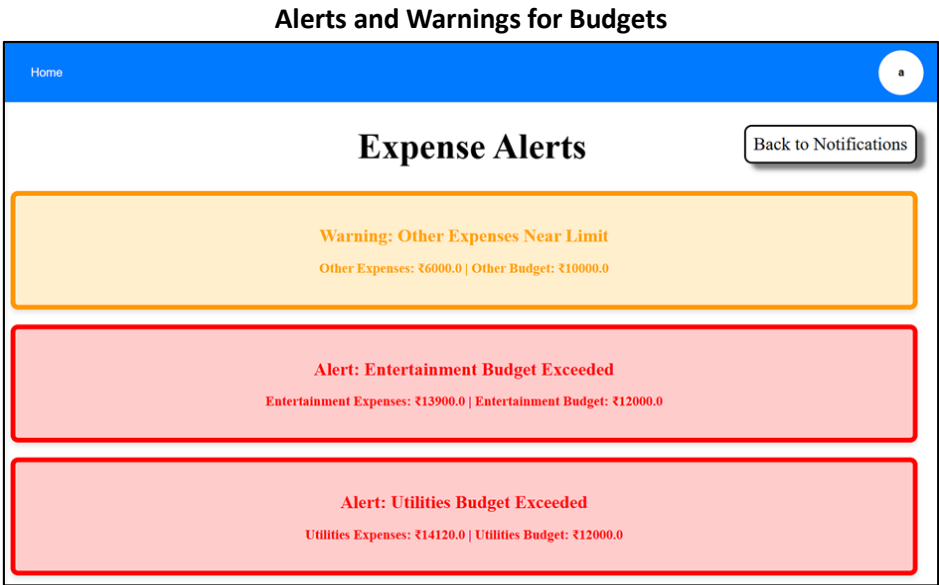 Alerts and Warnings for Budgets
Home
a
Expense Alerts
Back to Notifications
Warning: Other Expenses Near Limit
Other Expenses: ₹6000.0 | Other Budget: ₹10000.0
Alert: Entertainment Budget Exceeded
Entertainment Expenses: ₹13900.0 | Entertainment Budget: ₹12000.0
Alert: Utilities Budget Exceeded
Utilities Expenses: ₹14120.0 | Utilities Budget: ₹12000.0